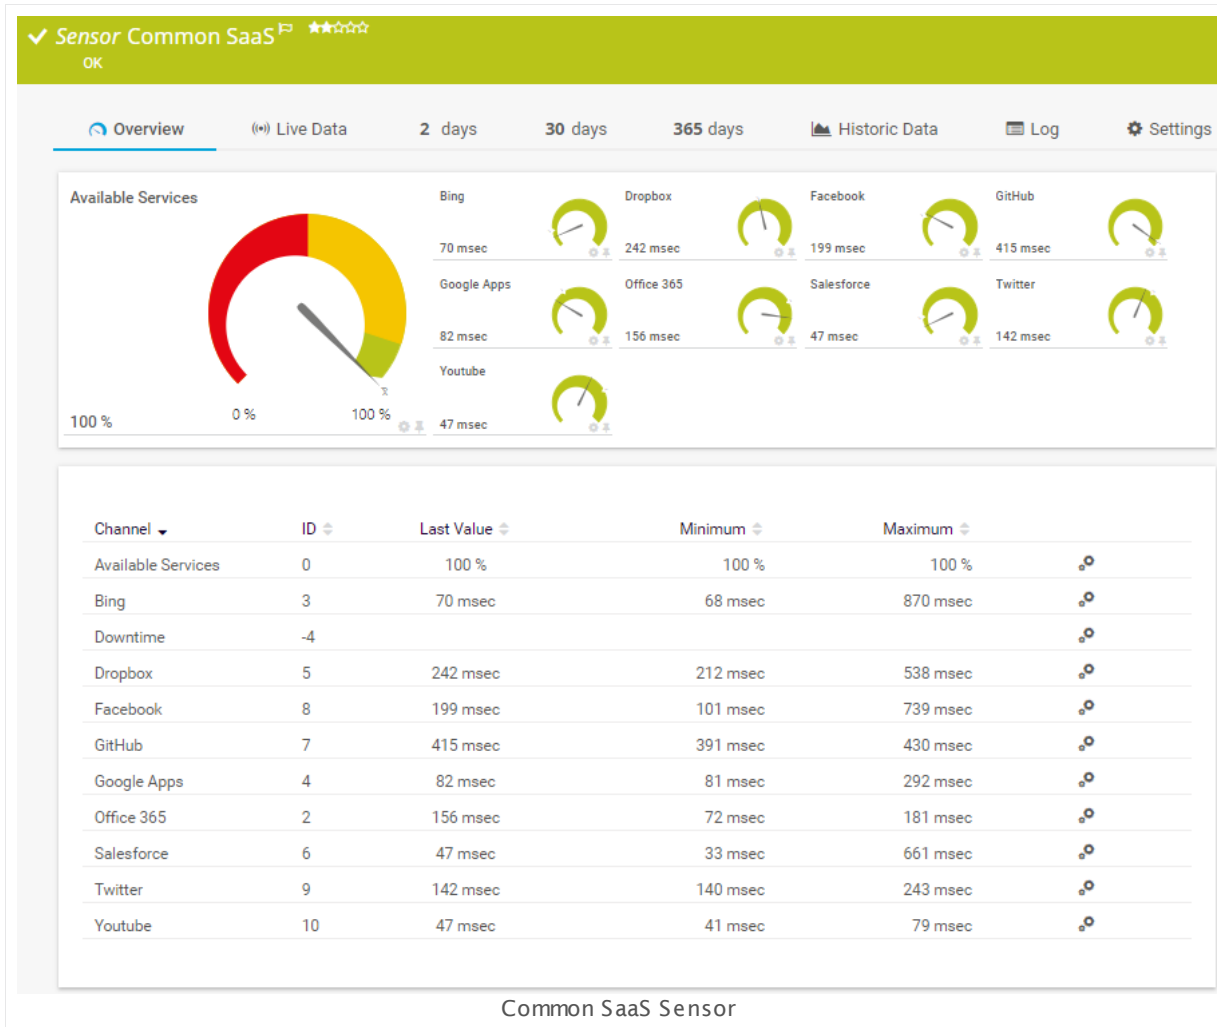 Sensor Common SaaS
OK
Overview Live Data 2 days 30 days 365 days Historic Data Log Settings
Available Services
0 % 100 %
100 %
Bing
70 msec
Dropbox
242 msec
Facebook
199 msec
GitHub
415 msec
Google Apps
82 msec
Office 365
156 msec
Salesforce
47 msec
Twitter
142 msec
Youtube
47 msec
Channel ID Last Value Minimum Maximum
Available Services 0 100 % 100 % 100 %
Bing 3 70 msec 68 msec 870 msec
Downtime -4
Dropbox 5 242 msec 212 msec 538 msec
Facebook 8 199 msec 101 msec 739 msec
GitHub 7 415 msec 391 msec 430 msec
Google Apps 4 82 msec 81 msec 292 msec
Office 365 2 156 msec 72 msec 181 msec
Salesforce 6 47 msec 33 msec 661 msec
Twitter 9 142 msec 140 msec 243 msec
Youtube 10 47 msec 41 msec 79 msec
Common SaaS Sensor